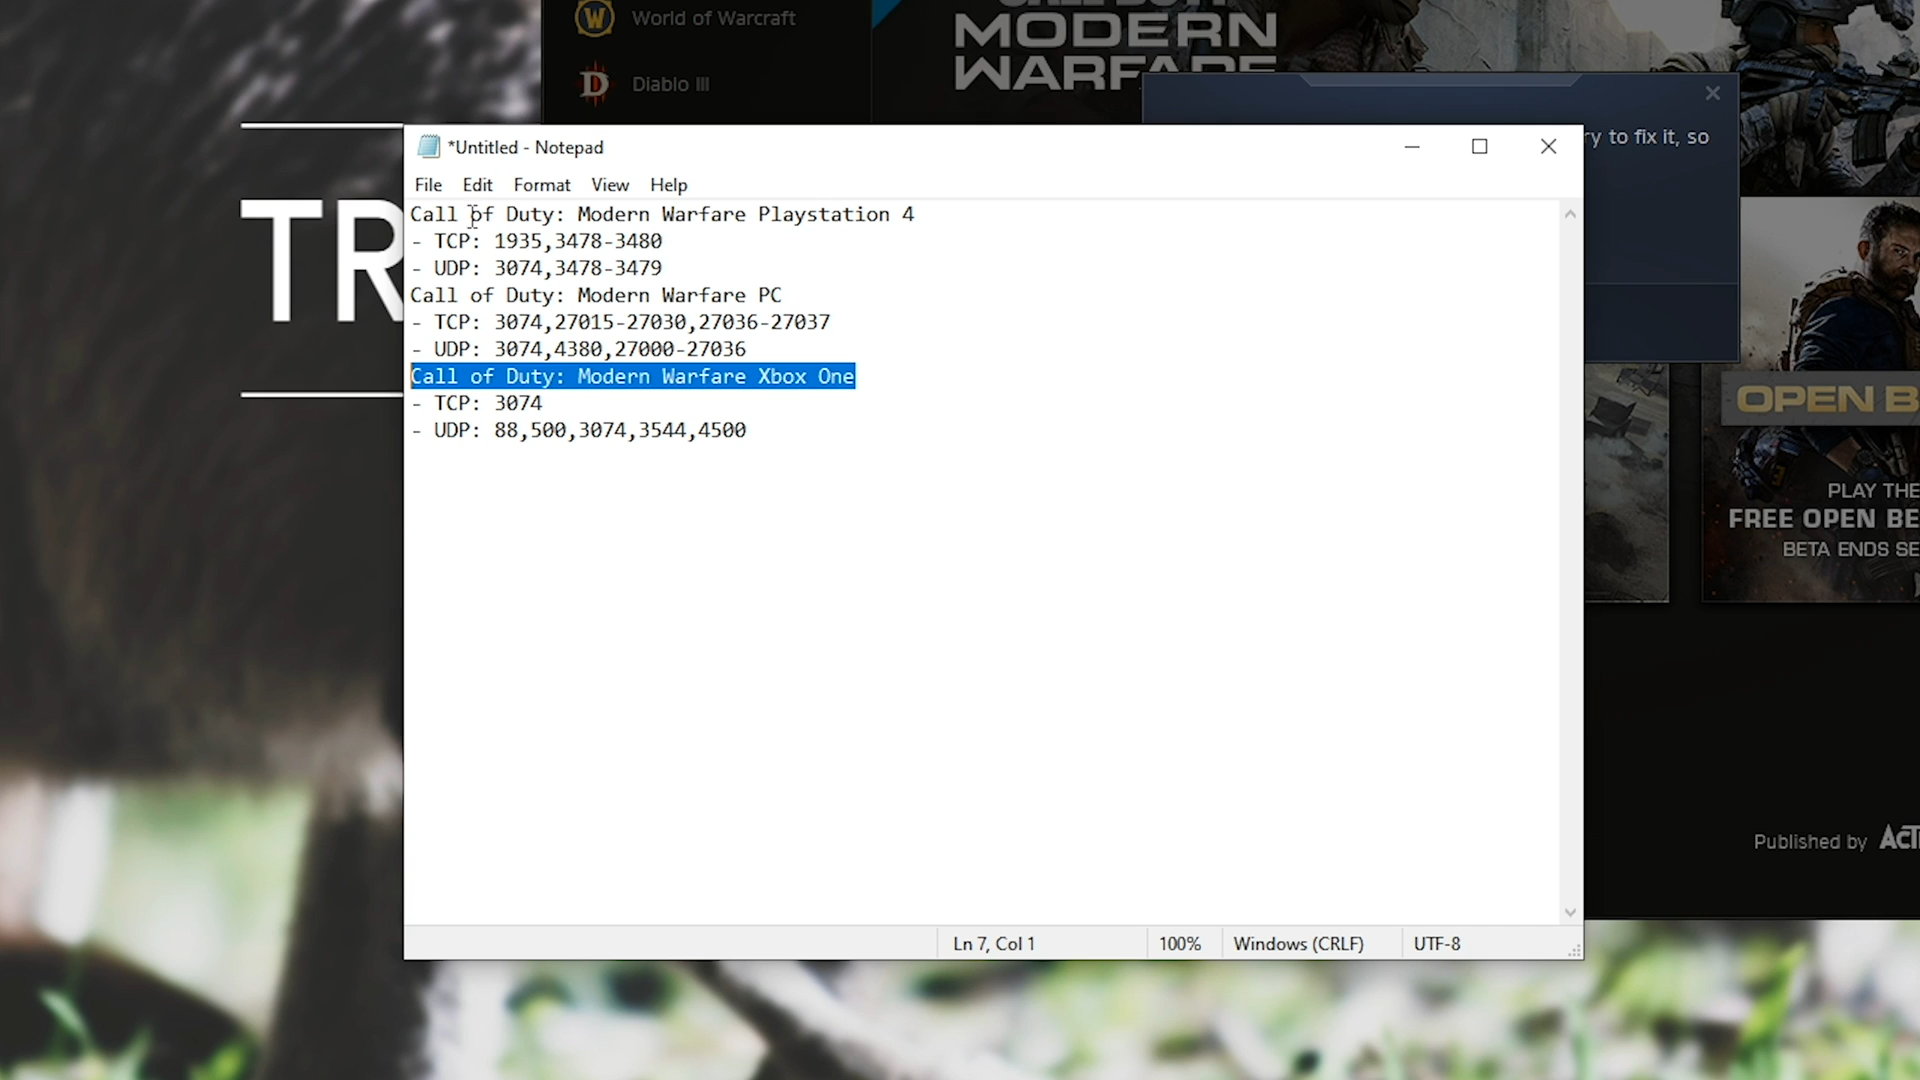 World of Warcraft
MODERN
WARFARE
Diablo III
ry to fix it, so
TR
*Untitled - Notepad
File Edit Format View Help
Call of Duty: Modern Warfare Playstation 4
- TCP: 1935,3478-3480
- UDP: 3074,3478-3479
Call of Duty: Modern Warfare PC
- TCP: 3074,27015-27030,27036-27037
- UDP: 3074,4380,27000-27036
Call of Duty: Modern Warfare Xbox One
- TCP: 3074
- UDP: 88,500,3074,3544,4500
OPEN B
PLAY THE
FREE OPEN BE
BETA ENDS SE
Published by ACTI
Ln 7, Col 1 100% Windows (CRLF) UTF-8